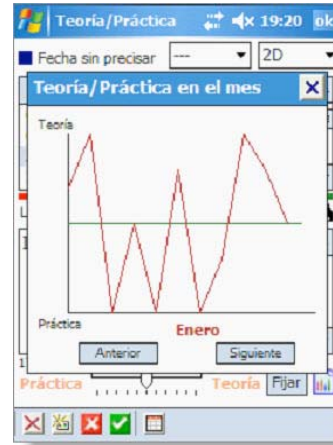 Teoría/Práctica 19:20 ok
Fecha sin precisar --- 2D
Teoría/Práctica en el mes
Teoría
Práctica
Enero
Anterior Siguiente
Práctica Teoría Fijar